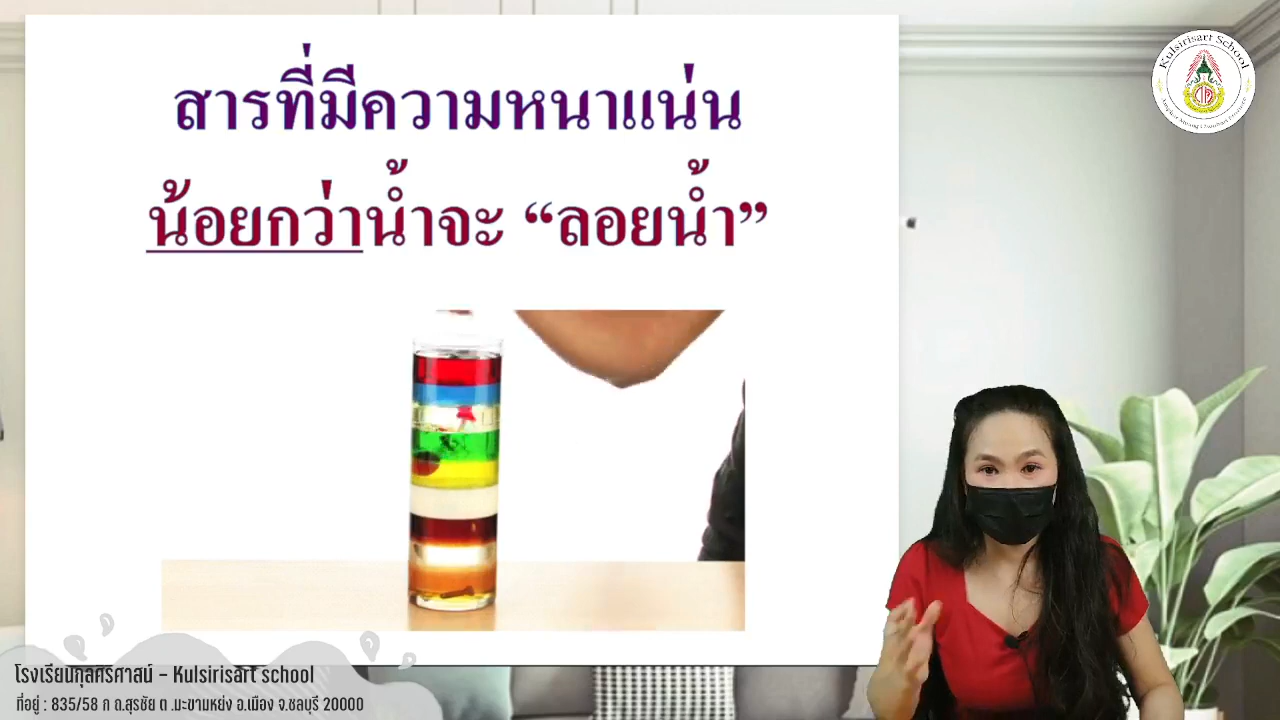 สารที่มีความหนาแน่น
น้อยกว่าน้ำจะ “ลอยน้ำ”
Kulsirisart School
โรงเรียนกุลศิริศาสน์ - Kulsirisart school
ที่อยู่ : 835/58 ก ถ.สุรชัย ต .มะขามหย่ง อ.เมือง จ.ชลบุรี 20000